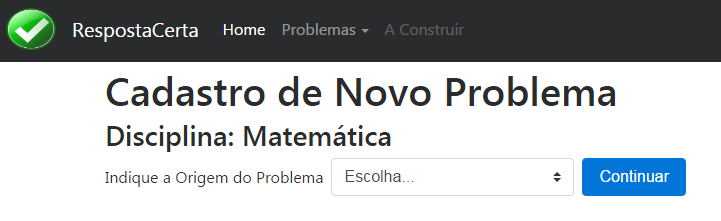 RespostaCerta Home Problemas A Construir
Cadastro de Novo Problema
Disciplina: Matemática
Indique a Origem do Problema Escolha... Continuar